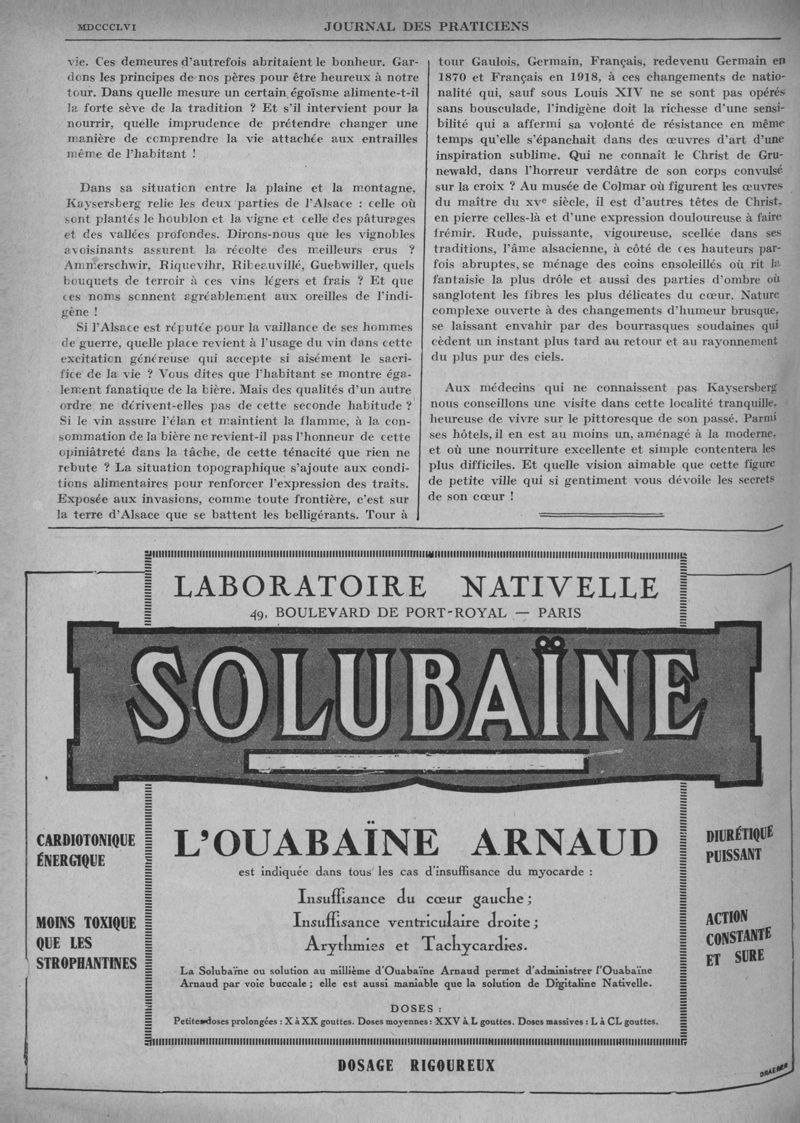 MDCCCLVI
JOURNAL DES PRATICIENS
vie. Ces demeures d'autrefois abritaient le bonheur. Gar-
dons les principes de nos pères pour être heureux à notre
tour. Dans quelle mesure un certain égoïsme alimente-t-il
la forte sève de la tradition ? Et s'il intervient pour la
nourrir, quelle imprudence de prétendre changer une
manière de comprendre la vie attachée aux entrailles
même de l'habitant !
Dans sa situation entre la plaine et la montagne,
Kaysersberg relie les deux parties de l'Alsace : celle où
sont plantés le houblon et la vigne et celle des pâturages
et des vallées profondes. Dirons-nous que les vignobles
avoisinants assurent la récolte des meilleurs crus ?
Ammerschwir, Riquevihr, Ribeauvillé, Guebwiller, quels
bouquets de terroir à ces vins légers et frais ? Et que
ces noms sonnent agréablement aux oreilles de l'indi-
gène !
Si l'Alsace est réputée pour la vaillance de ses hommes
de guerre, quelle place revient à l'usage du vin dans cette
excitation généreuse qui accepte si aisément le sacri-
fice de la vie ? Vous dites que l'habitant se montre éga-
lement fanatique de la bière. Mais des qualités d'un autre
ordre ne dérivent-elles pas de cette seconde habitude ?
Si le vin assure l'élan et maintient la flamme, à la con-
sommation de la bière ne revient-il pas l'honneur de cette
opiniâtreté dans la tâche, de cette ténacité que rien ne
rebute ? La situation topographique s'ajoute aux condi-
tions alimentaires pour renforcer l'expression des traits.
Exposée aux invasions, comme toute frontière, c'est sur
la terre d'Alsace que se battent les belligérants. Tour à
tour Gaulois, Germain, Français, redevenu Germain en
1870 et Français en 1918, à ces changements de natio-
nalité qui, sauf sous Louis XIV ne se sont pas opérés
sans bousculade, l'indigène doit la richesse d'une sensi-
bilité qui a affermi sa volonté de résistance en même
temps qu'elle s'épanchait dans des œuvres d'art d'une
inspiration sublime. Qui ne connaît le Christ de Gru-
newald, dans l'horreur verdâtre de son corps convulsé
sur la croix ? Au musée de Colmar où figurent les œuvres
du maître du xve siècle, il est d'autres têtes de Christ,
en pierre celles-là et d'une expression douloureuse à faire
frémir. Rude, puissante, vigoureuse, scellée dans ses
traditions, l'âme alsacienne, à côté de ces hauteurs par-
fois abruptes, se ménage des coins ensoleillés où rit la
fantaisie la plus drôle et aussi des parties d'ombre où
sanglotent les fibres les plus délicates du cœur. Nature
complexe ouverte à des changements d'humeur brusque,
se laissant envahir par des bourrasques soudaines qui
cèdent un instant plus tard au retour et au rayonnement
du plus pur des ciels.
Aux médecins qui ne connaissent pas Kaysersberg
nous conseillons une visite dans cette localité tranquille,
heureuse de vivre sur le pittoresque de son passé. Parmi
ses hôtels, il en est au moins un, aménagé à la moderne,
et où une nourriture excellente et simple contentera les
plus difficiles. Et quelle vision aimable que cette figure
de petite ville qui si gentiment vous dévoile les secrets
de son cœur !
LABORATOIRE NATIVELLE
49, BOULEVARD DE PORT-ROYAL — PARIS
SOLUBAÏNE
CARDIOTONIQUE
ÉNERGIQUE
MOINS TOXIQUE
QUE LES
STROPHANTINES
L'OUABAÏNE ARNAUD
est indiquée dans tous les cas d'insuffisance du myocarde :
Insuffisance du cœur gauche ;
Insuffisance ventriculaire droite ;
Arythmies et Tachycardies.
La Solubaïne ou solution au millième d'Ouabaïne Arnaud permet d'administrer l'Ouabaïne
Arnaud par voie buccale ; elle est aussi maniable que la solution de Digitaline Nativelle.
DOSES :
Petites doses prolongées : X à XX gouttes. Doses moyennes : XXV à L gouttes. Doses massives : L à CL gouttes.
DIURÉTIQUE
PUISSANT
ACTION
CONSTANTE
ET SURE
DOSAGE RIGOUREUX
DRAEGER